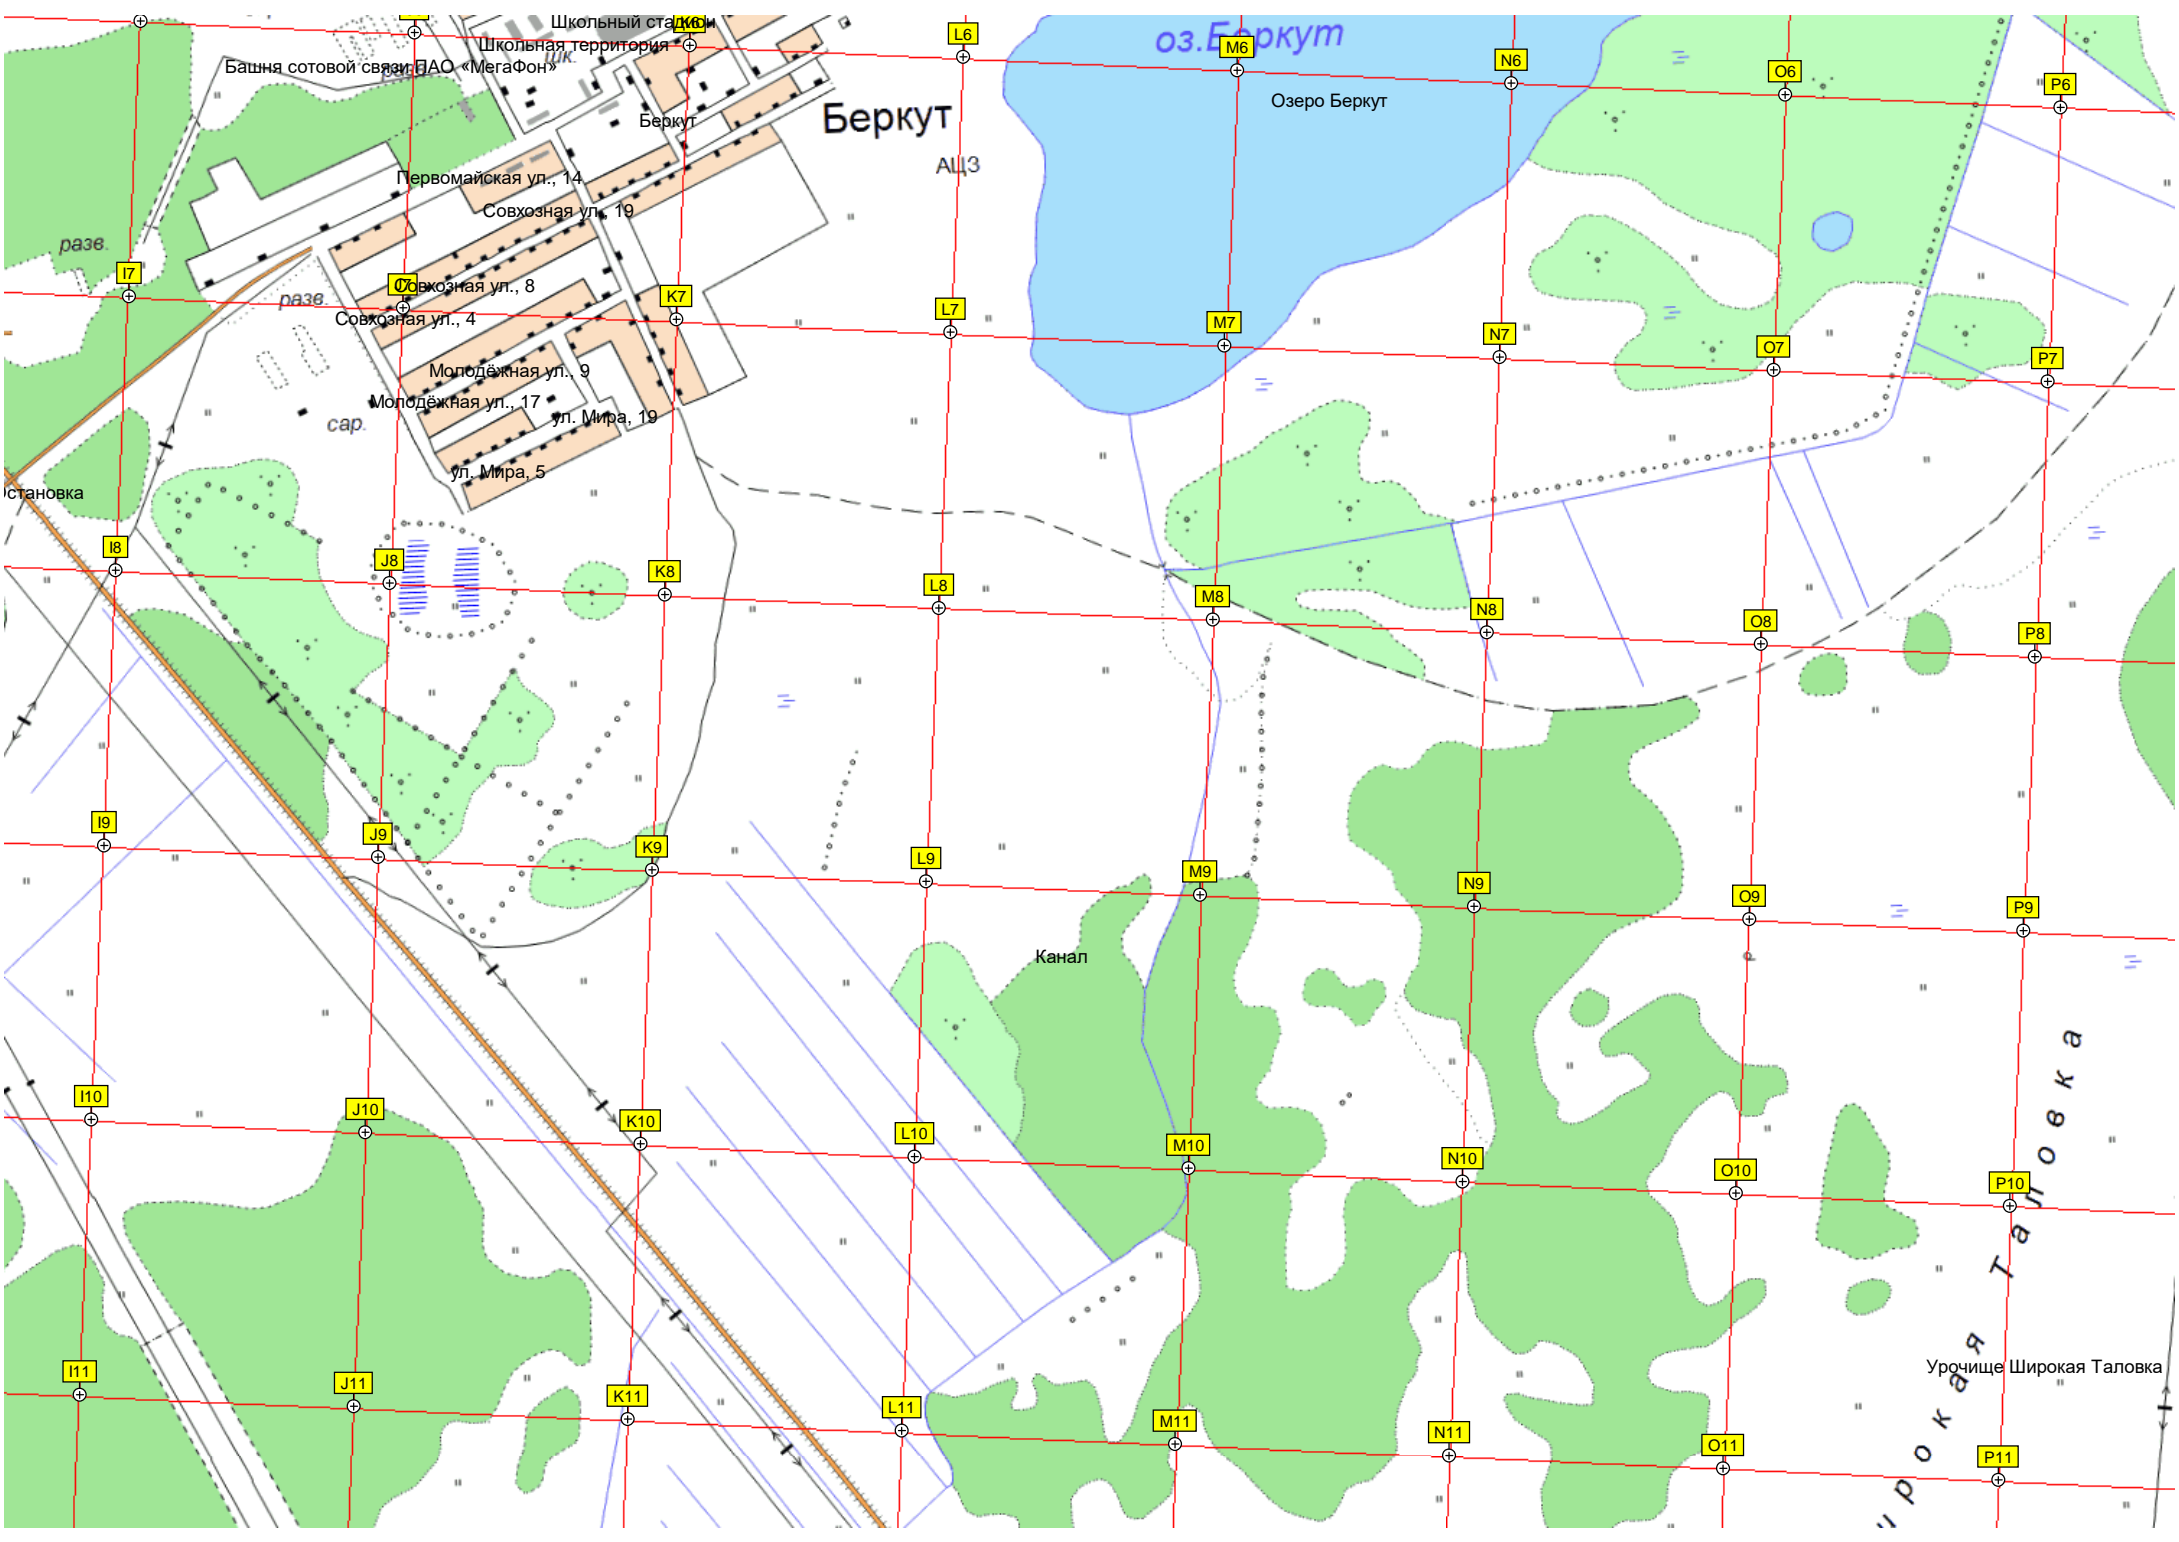 Школьный стадион
K6
оз.Беркут
Школьная территория
шк.
L6
M6
N6
Башня сотовой связи ПАО «МегаФон»
разв.
O6
P6
Озеро Беркут
Беркут
Беркут
АЦЗ
Первомайская ул., 14
Совхозная ул., 19
разв.
I7
J7
Совхозная ул., 8
разв.
K7
L7
M7
N7
O7
P7
Совхозная ул., 4
Молодёжная ул., 9
Молодёжная ул., 17
сар.
ул. Мира, 19
ул. Мира, 5
I8
J8
K8
L8
M8
N8
O8
P8
I9
J9
K9
L9
M9
N9
O9
P9
Канал
р
I10
J10
K10
L10
M10
N10
O10
P10
Таловка
Урочище Широкая Таловка
I11
J11
K11
L11
M11
N11
O11
P11